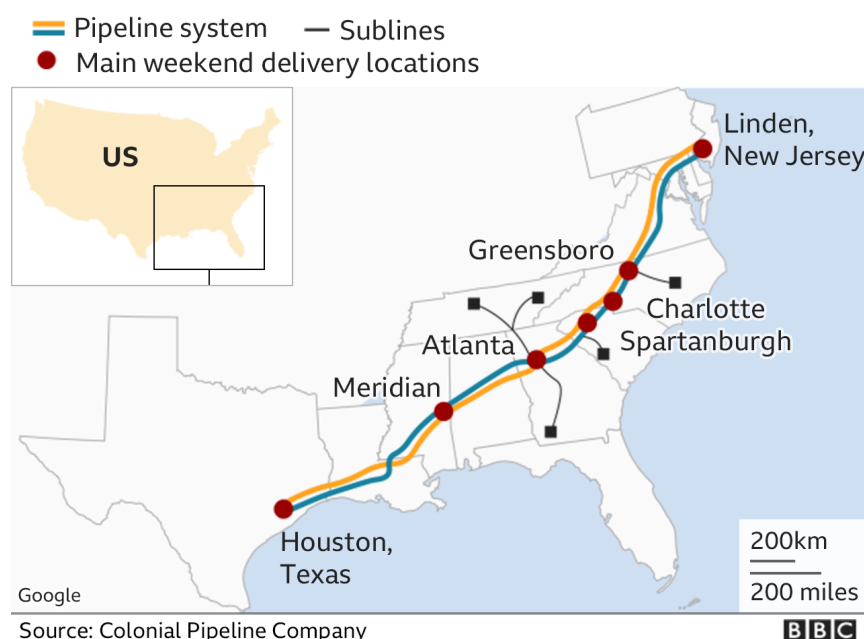 Pipeline system
Sublines
Main weekend delivery locations
US
Linden,
New Jersey
Greensboro
Charlotte
Spartanburgh
Atlanta
Meridian
Houston,
Texas
200km
200 miles
Google
Source: Colonial Pipeline Company
BBC